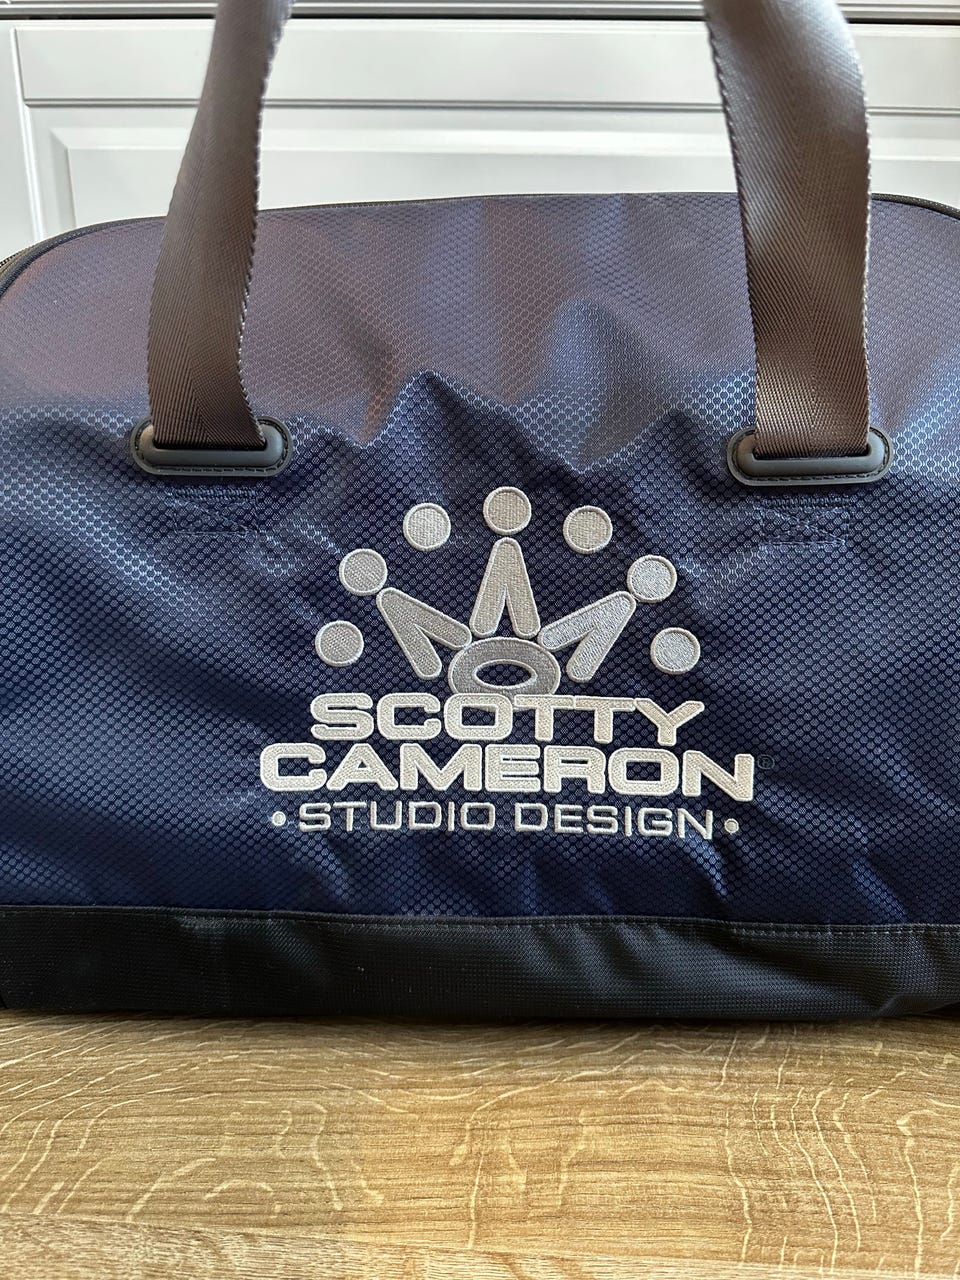 SCOTTY
CAMERON®
• STUDIO DESIGN •